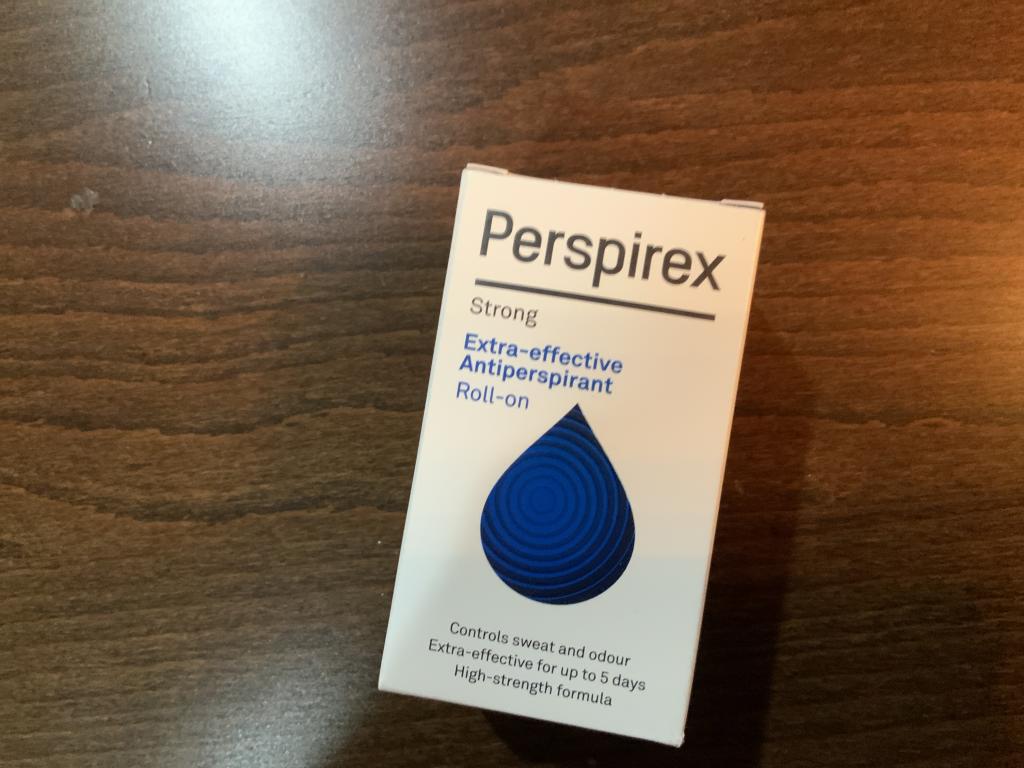 Perspirex
Strong
Extra-effective
Antiperspirant
Roll-on
Controls sweat and odour
Extra-effective for up to 5 days
High-strength formula